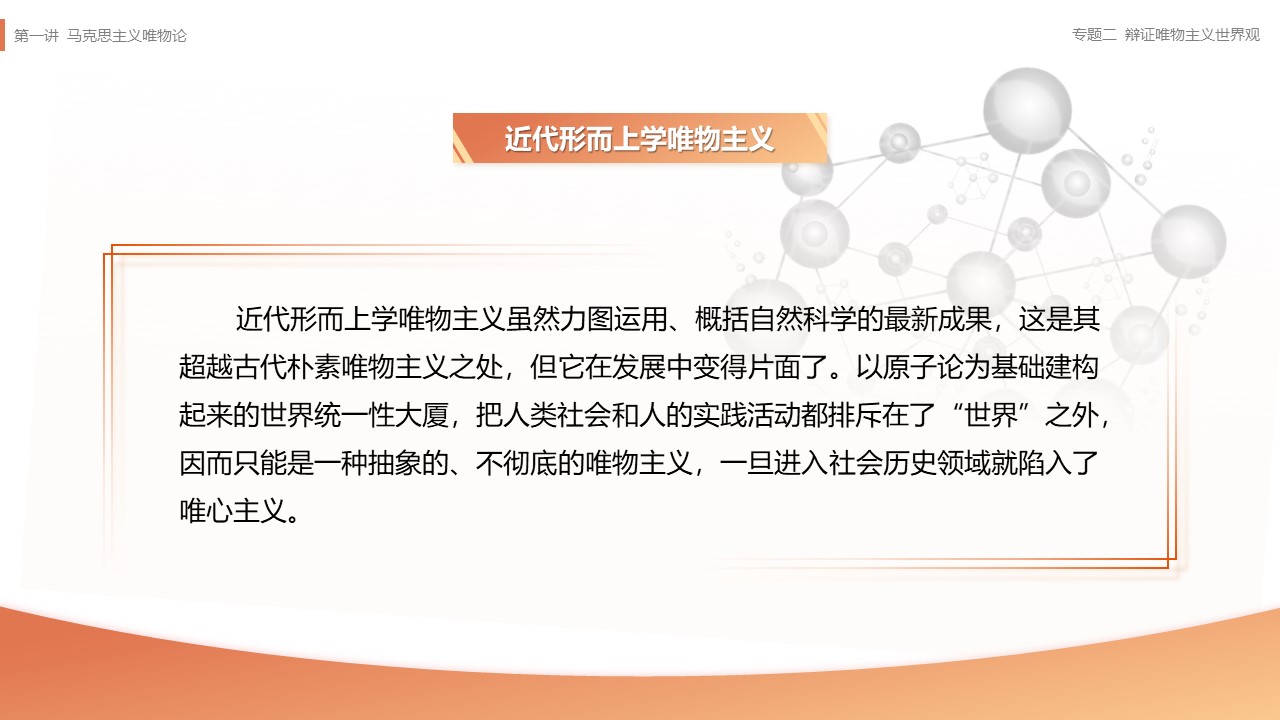 第一讲 马克思主义唯物论
专题二 辩证唯物主义世界观
近代形而上学唯物主义
近代形而上学唯物主义虽然力图运用、概括自然科学的最新成果，这是其
超越古代朴素唯物主义之处，但它在发展中变得片面了。以原子论为基础建构
起来的世界统一性大厦，把人类社会和人的实践活动都排斥在了“世界”之外，
因而只能是一种抽象的、不彻底的唯物主义，一旦进入社会历史领域就陷入了
唯心主义。